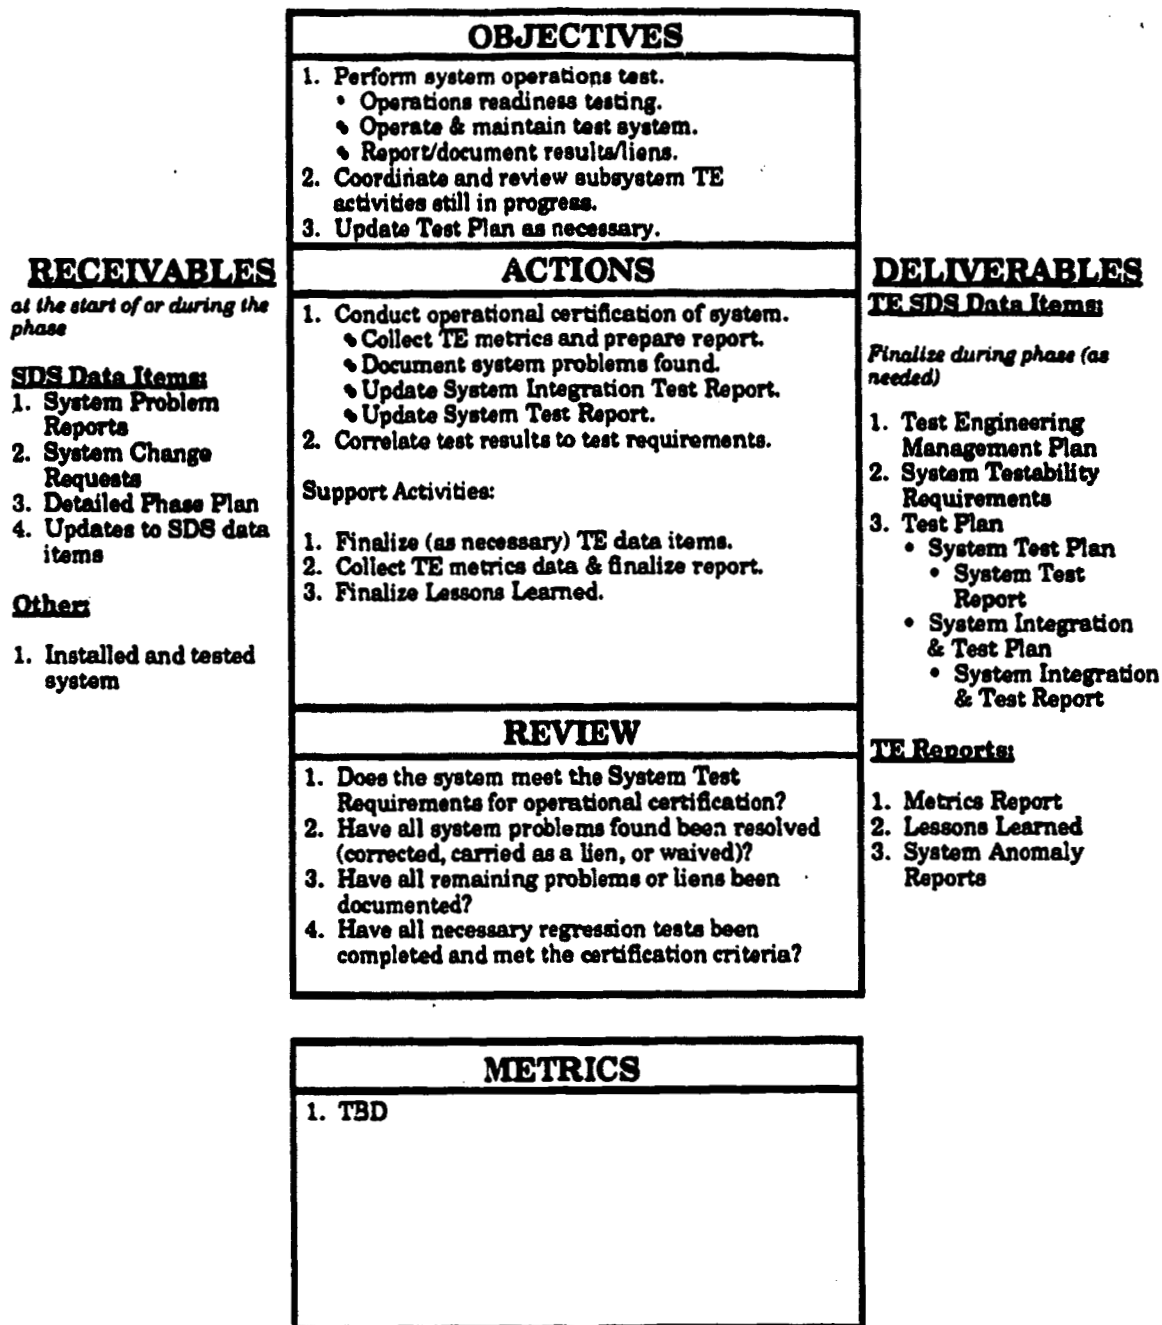 OBJECTIVES
1. Perform system operations test.
• Operations readiness testing.
• Operate & maintain test system.
• Report/document results/liens.
2. Coordinate and review subsystem TE
activities still in progress.
3. Update Test Plan as necessary.
RECEIVABLES
at the start of or during the
phase
SDS Data Items:
1. System Problem
Reports
2. System Change
Requests
3. Detailed Phase Plan
4. Updates to SDS data
items
Other:
1. Installed and tested
system
ACTIONS
1. Conduct operational certification of system.
• Collect TE metrics and prepare report.
• Document system problems found.
• Update System Integration Test Report.
• Update System Test Report.
2. Correlate test results to test requirements.
Support Activities:
1. Finalize (as necessary) TE data items.
2. Collect TE metrics data & finalize report.
3. Finalize Lessons Learned.
REVIEW
1. Does the system meet the System Test
Requirements for operational certification?
2. Have all system problems found been resolved
(corrected, carried as a lien, or waived)?
3. Have all remaining problems or liens been
documented?
4. Have all necessary regression tests been
completed and met the certification criteria?
DELIVERABLES
TE SDS Data Items:
Finalize during phase (as
needed)
1. Test Engineering
Management Plan
2. System Testability
Requirements
3. Test Plan
• System Test Plan
• System Test
Report
• System Integration
& Test Plan
• System Integration
& Test Report
TE Reports:
1. Metrics Report
2. Lessons Learned
3. System Anomaly
Reports
METRICS
1. TBD